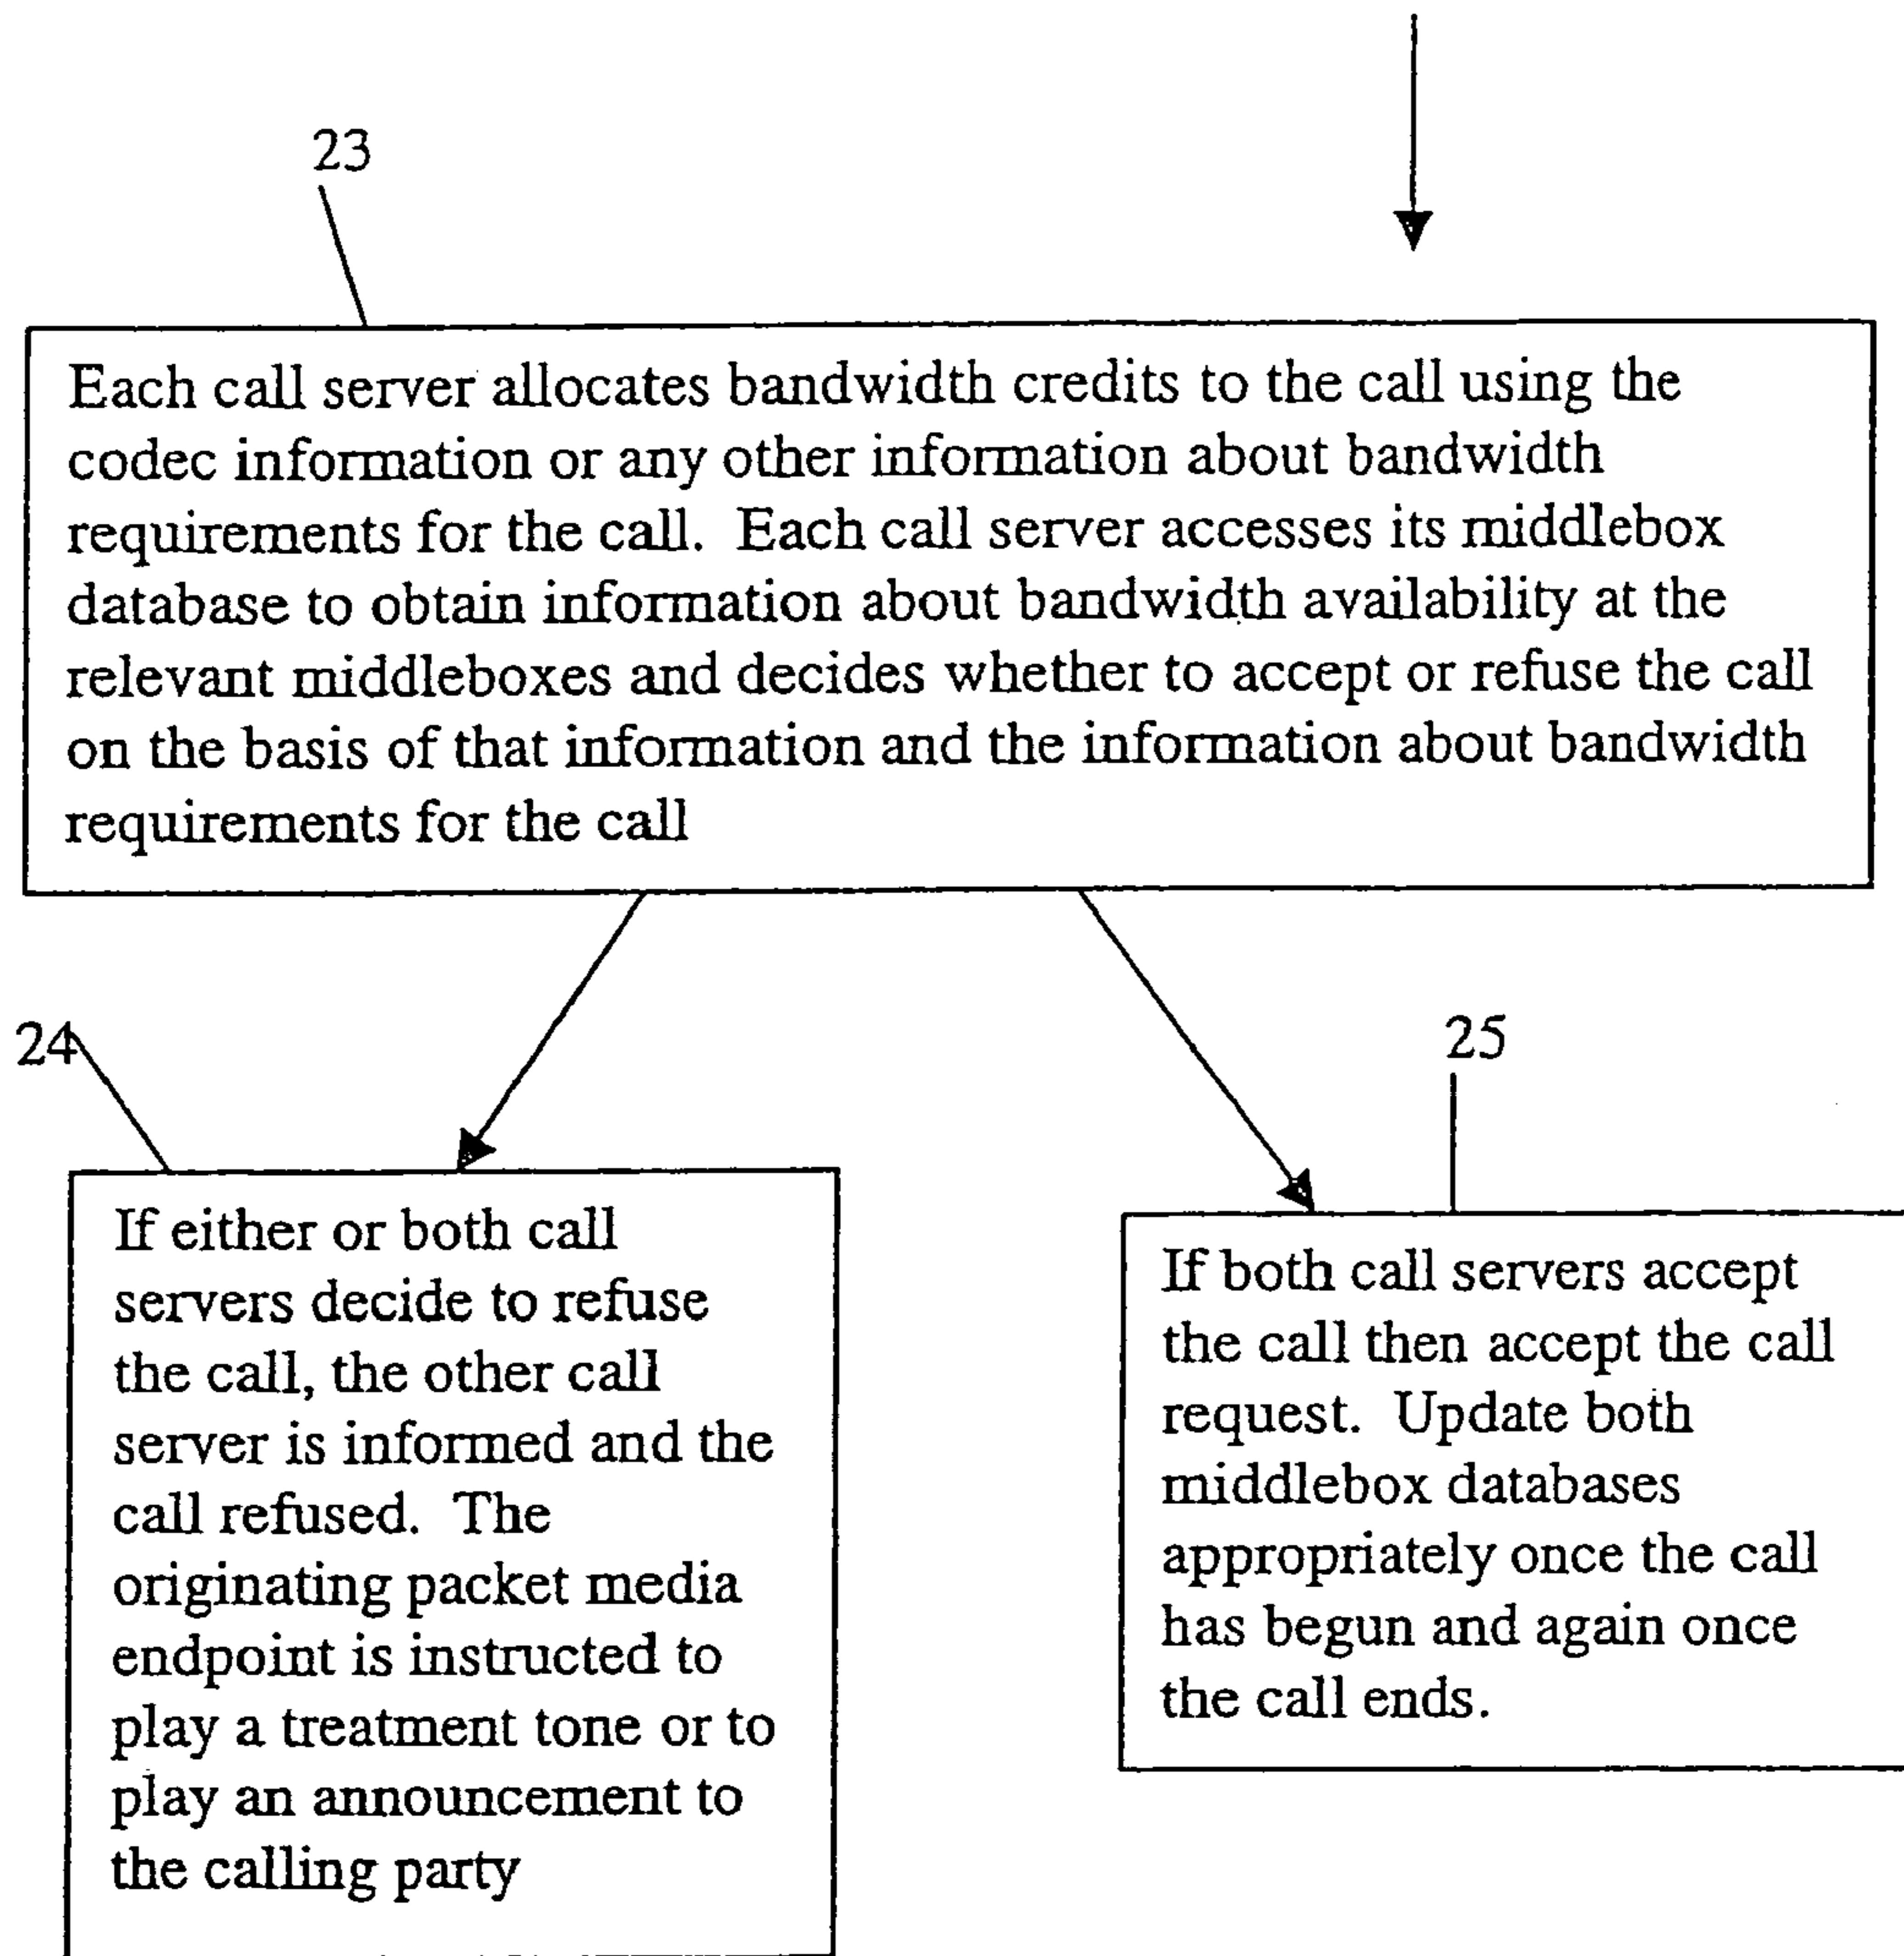 23
Each call server allocates bandwidth credits to the call using the
codec information or any other information about bandwidth
requirements for the call. Each call server accesses its middlebox
database to obtain information about bandwidth availability at the
relevant middleboxes and decides whether to accept or refuse the call
on the basis of that information and the information about bandwidth
requirements for the call
24
If either or both call
servers decide to refuse
the call, the other call
server is informed and the
call refused. The
originating packet media
endpoint is instructed to
play a treatment tone or to
play an announcement to
the calling party
25
If both call servers accept
the call then accept the call
request. Update both
middlebox databases
appropriately once the call
has begun and again once
the call ends.